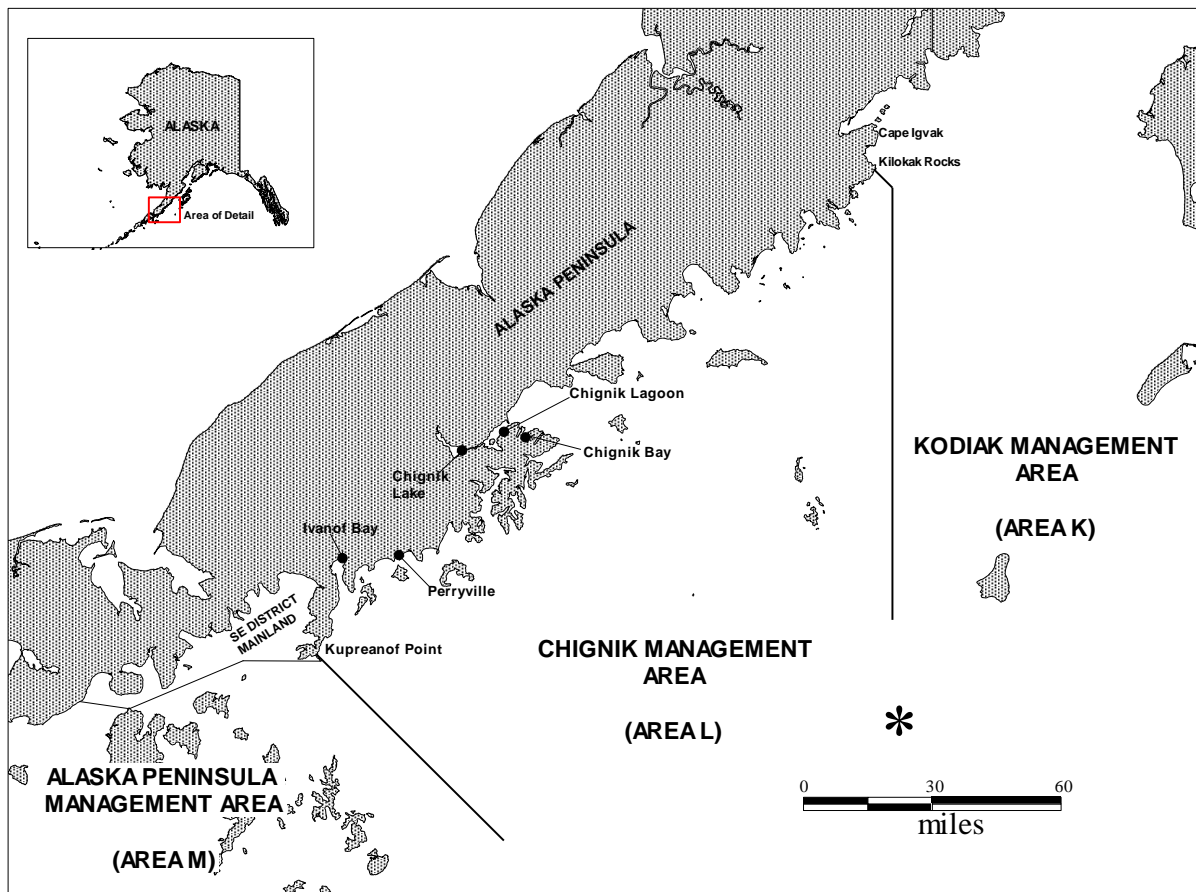 ALASKA
Area of Detail
Cape Igvak
Kilokak Rocks
ALASKA PENINSULA
Chignik Lagoon
Chignik Bay
Chignik
Lake
KODIAK MANAGEMENT
AREA
(AREA K)
Ivanof Bay
Perryville
SE DISTRICT
MAINLAND
Kupreanof Point
CHIGNIK MANAGEMENT
AREA
(AREA L)
*
ALASKA PENINSULA
MANAGEMENT AREA
(AREA M)
0 30 60
miles